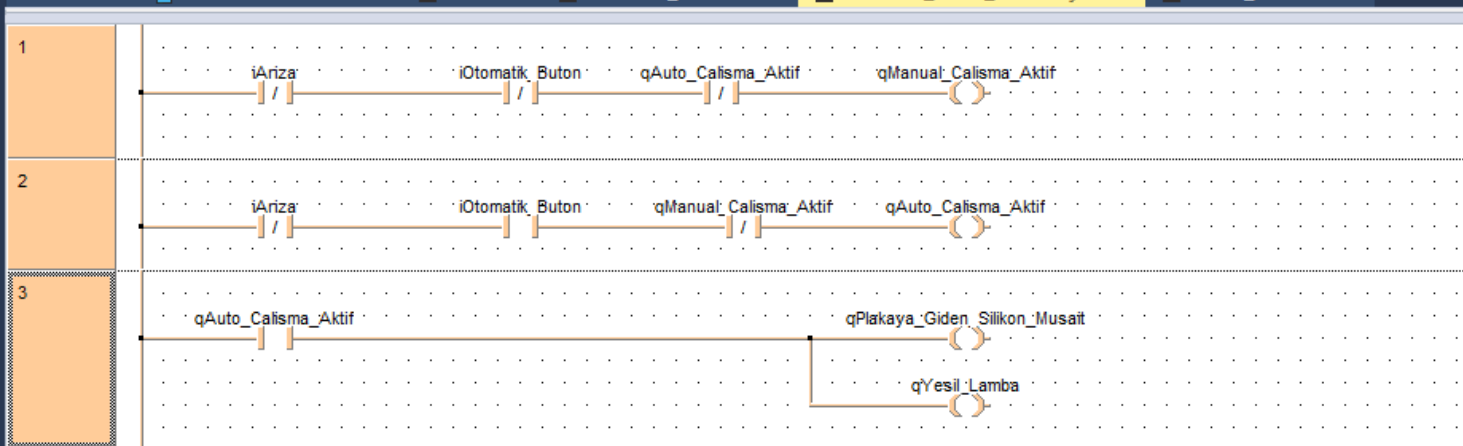 1
iAriza iOtomatik_Buton qAuto_Calisma_Aktif qManual_Calisma_Aktif
/ / /
2
iAriza iOtomatik_Buton qManual_Calisma_Aktif qAuto_Calisma_Aktif
/ /
3
qAuto_Calisma_Aktif qPlakaya_Giden_Silikon_Musait
qYesil_Lamba